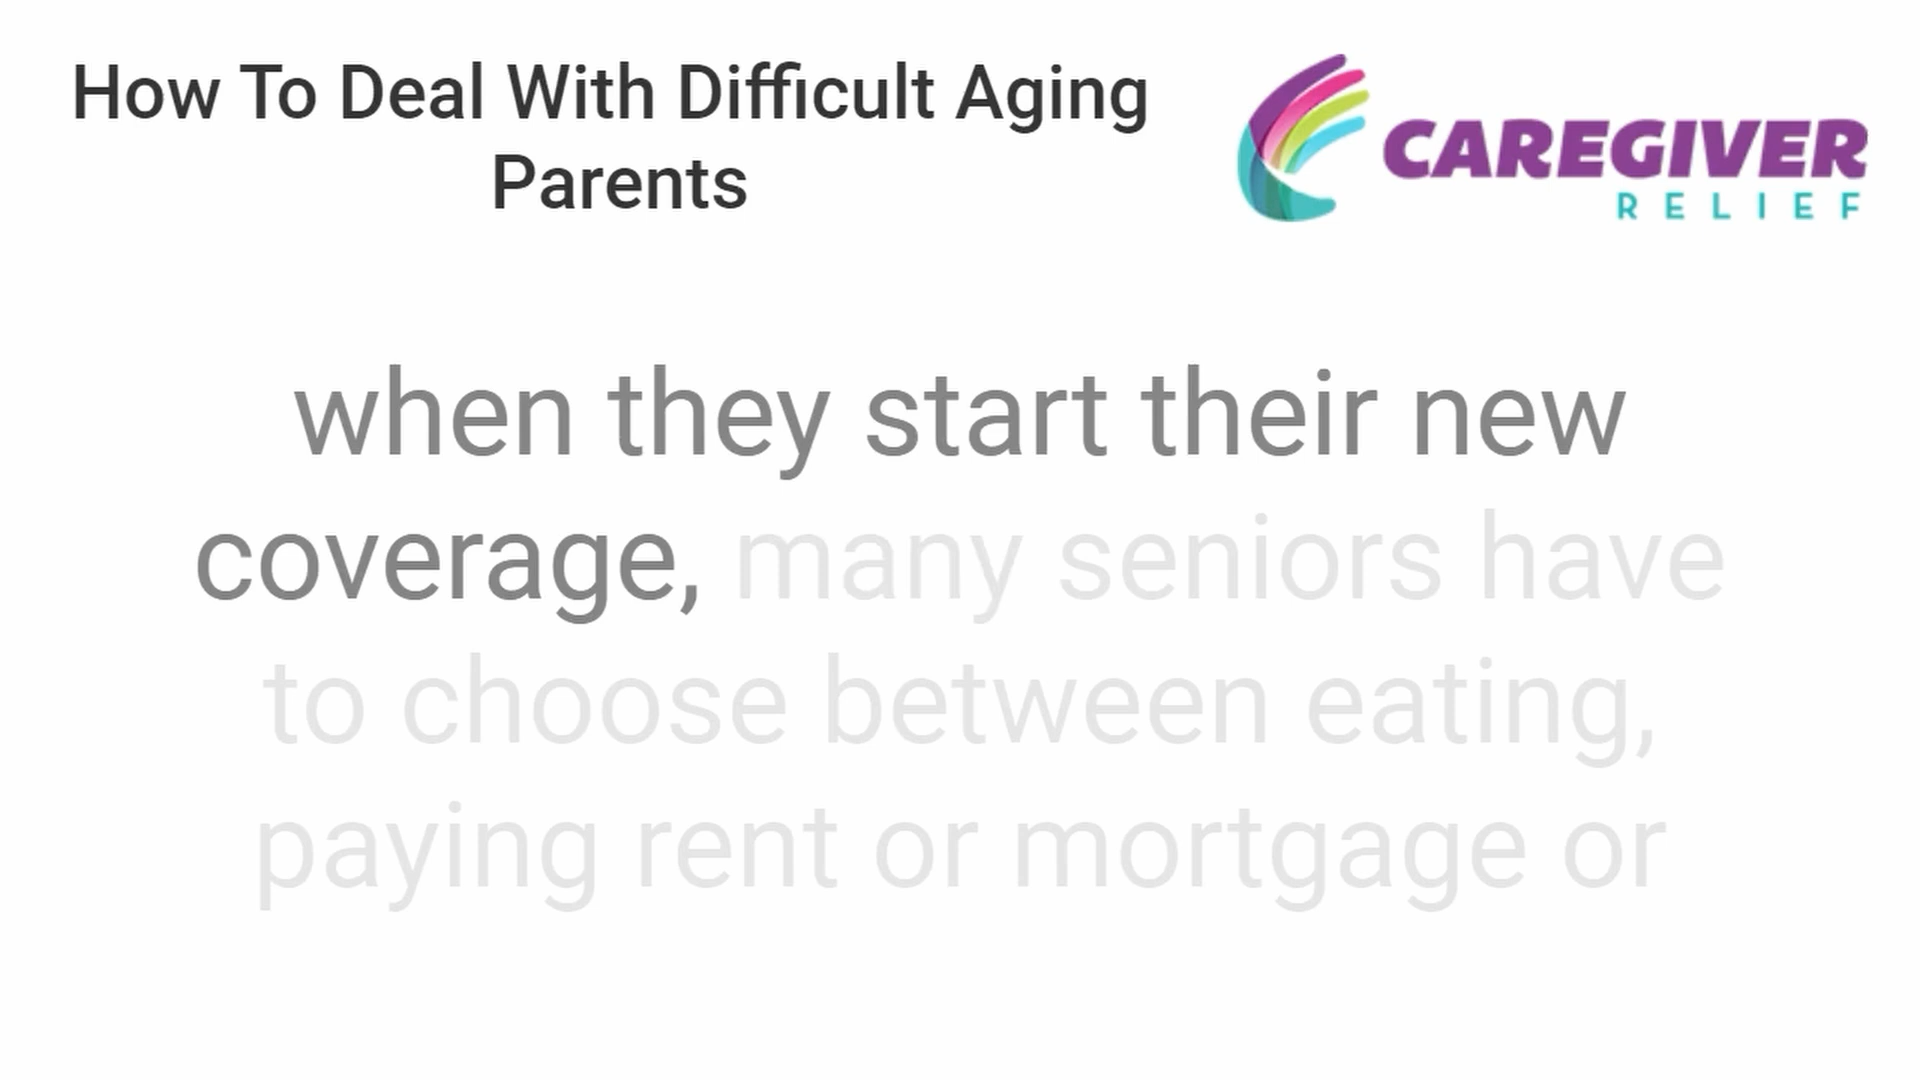 How To Deal With Difficult Aging
Parents
CAREGIVER
RELIEF
when they start their new
coverage, many seniors have
to choose between eating,
paying rent or mortgage or